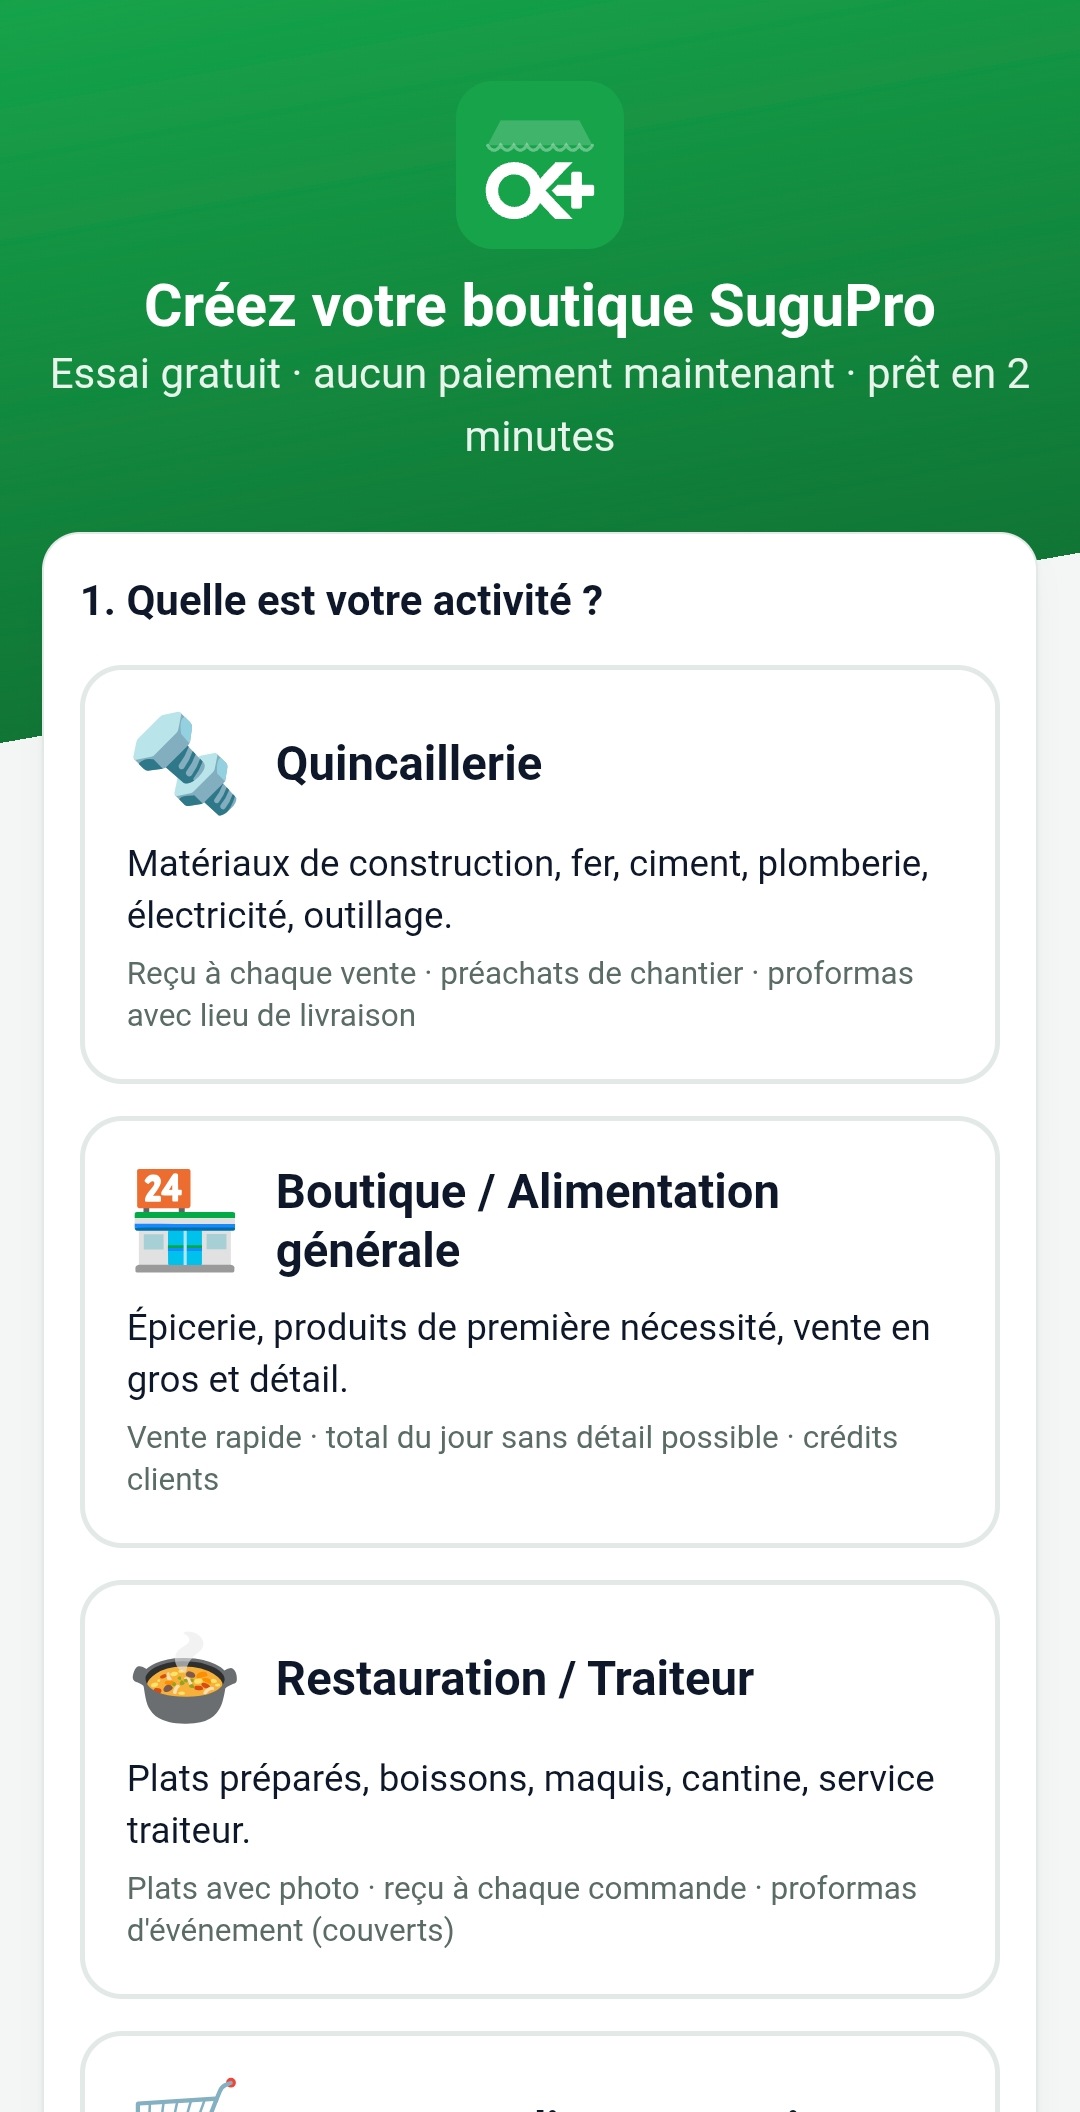 α+
Créez votre boutique SuguPro
Essai gratuit · aucun paiement maintenant · prêt en 2
minutes
1. Quelle est votre activité ?
Quincaillerie
Matériaux de construction, fer, ciment, plomberie,
électricité, outillage.
Reçu à chaque vente · préachats de chantier · proformas
avec lieu de livraison
24
Boutique / Alimentation
générale
Épicerie, produits de première nécessité, vente en
gros et détail.
Vente rapide · total du jour sans détail possible · crédits
clients
Restauration / Traiteur
Plats préparés, boissons, maquis, cantine, service
traiteur.
Plats avec photo · reçu à chaque commande · proformas
d'événement (couverts)